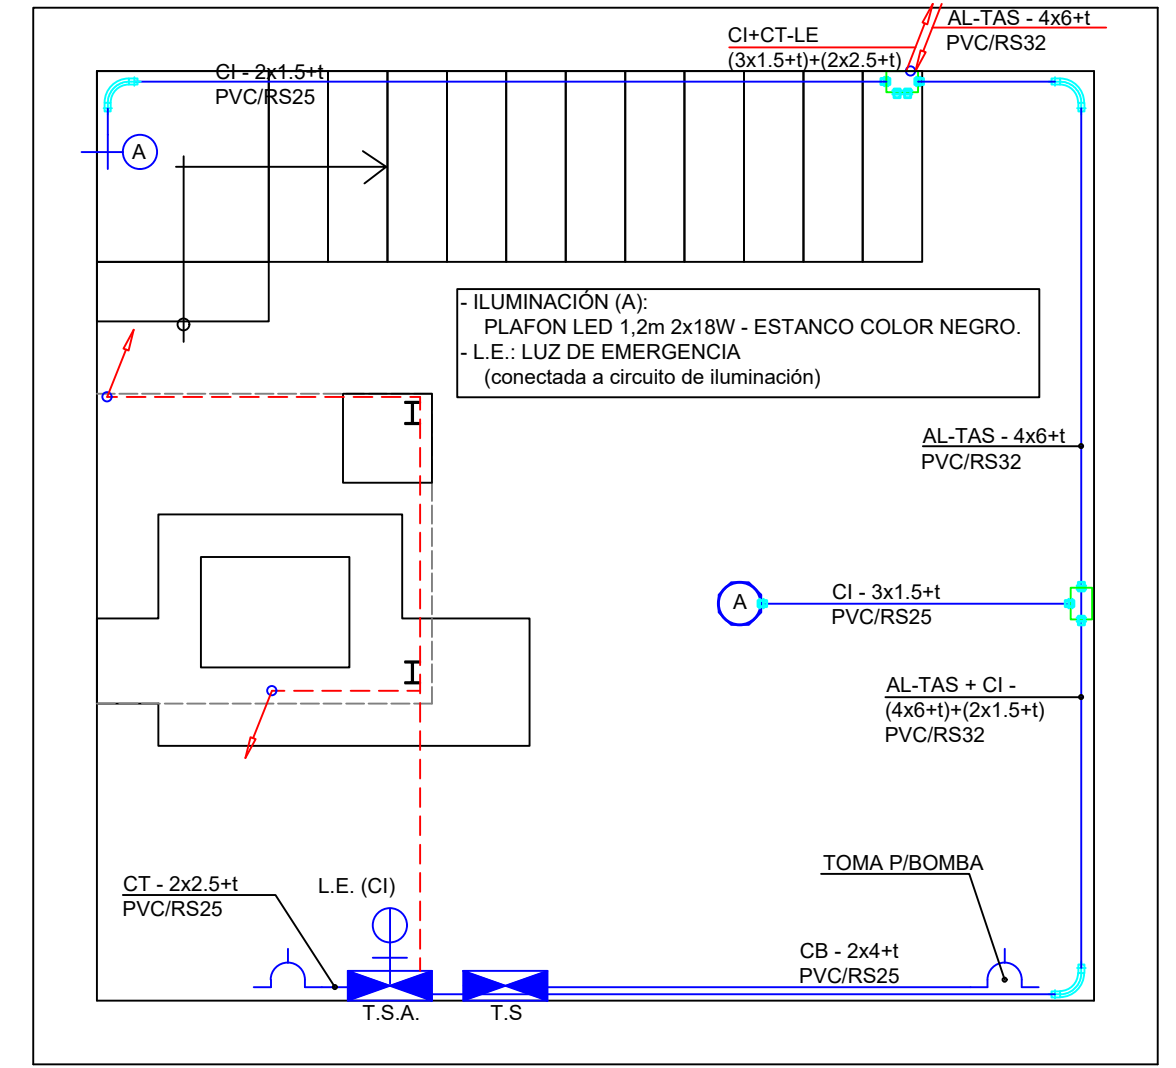 AL-TAS - 4x6+t
PVC/RS32
CI+CT-LE
(3x1.5+t)+(2x2.5+t)
CI - 2x1.5+t
PVC/RS25
A
- ILUMINACIÓN (A):
PLAFON LED 1,2m 2x18W - ESTANCO COLOR NEGRO.
- L.E.: LUZ DE EMERGENCIA
(conectada a circuito de iluminación)
I
AL-TAS - 4x6+t
PVC/RS32
A
CI - 3x1.5+t
PVC/RS25
I
AL-TAS + CI -
(4x6+t)+(2x1.5+t)
PVC/RS32
TOMA P/BOMBA
CT - 2x2.5+t
PVC/RS25
L.E. (CI)
CB - 2x4+t
PVC/RS25
T.S.A.
T.S